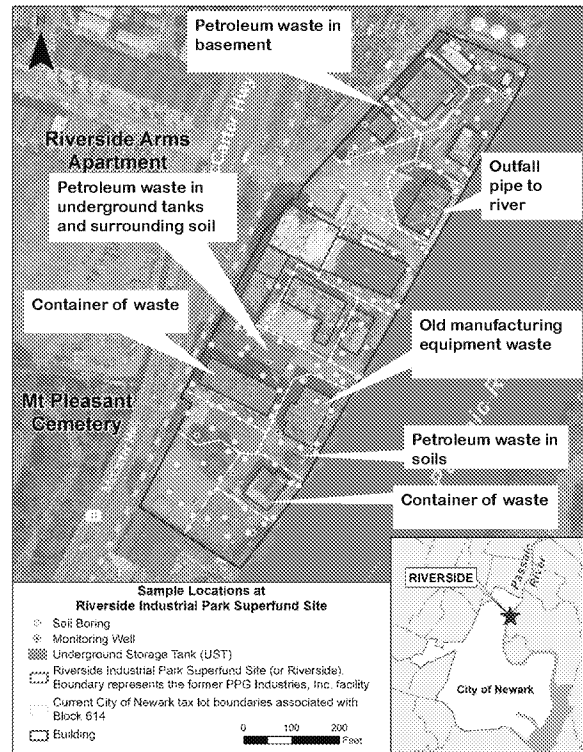 N
Petroleum waste in
basement
Carter Hwy
Riverside Arms
Apartment
Petroleum waste in
underground tanks
and surrounding soil
Outfall
pipe to
river
Container of waste
Old manufacturing
equipment waste
Mt Pleasant
Cemetery
Petroleum waste in
soils
Container of waste
Sample Locations at
Riverside Industrial Park Superfund Site
Soil Boring
Monitoring Well
Underground Storage Tank (UST)
Riverside Industrial Park Superfund Site (or Riverside).
Boundary represents the former PPG Industries, Inc. facility
Current City of Newark tax lot boundaries associated with
Block 614
Building
0 100 200
Feet
RIVERSIDE
Passaic
River
City of Newark